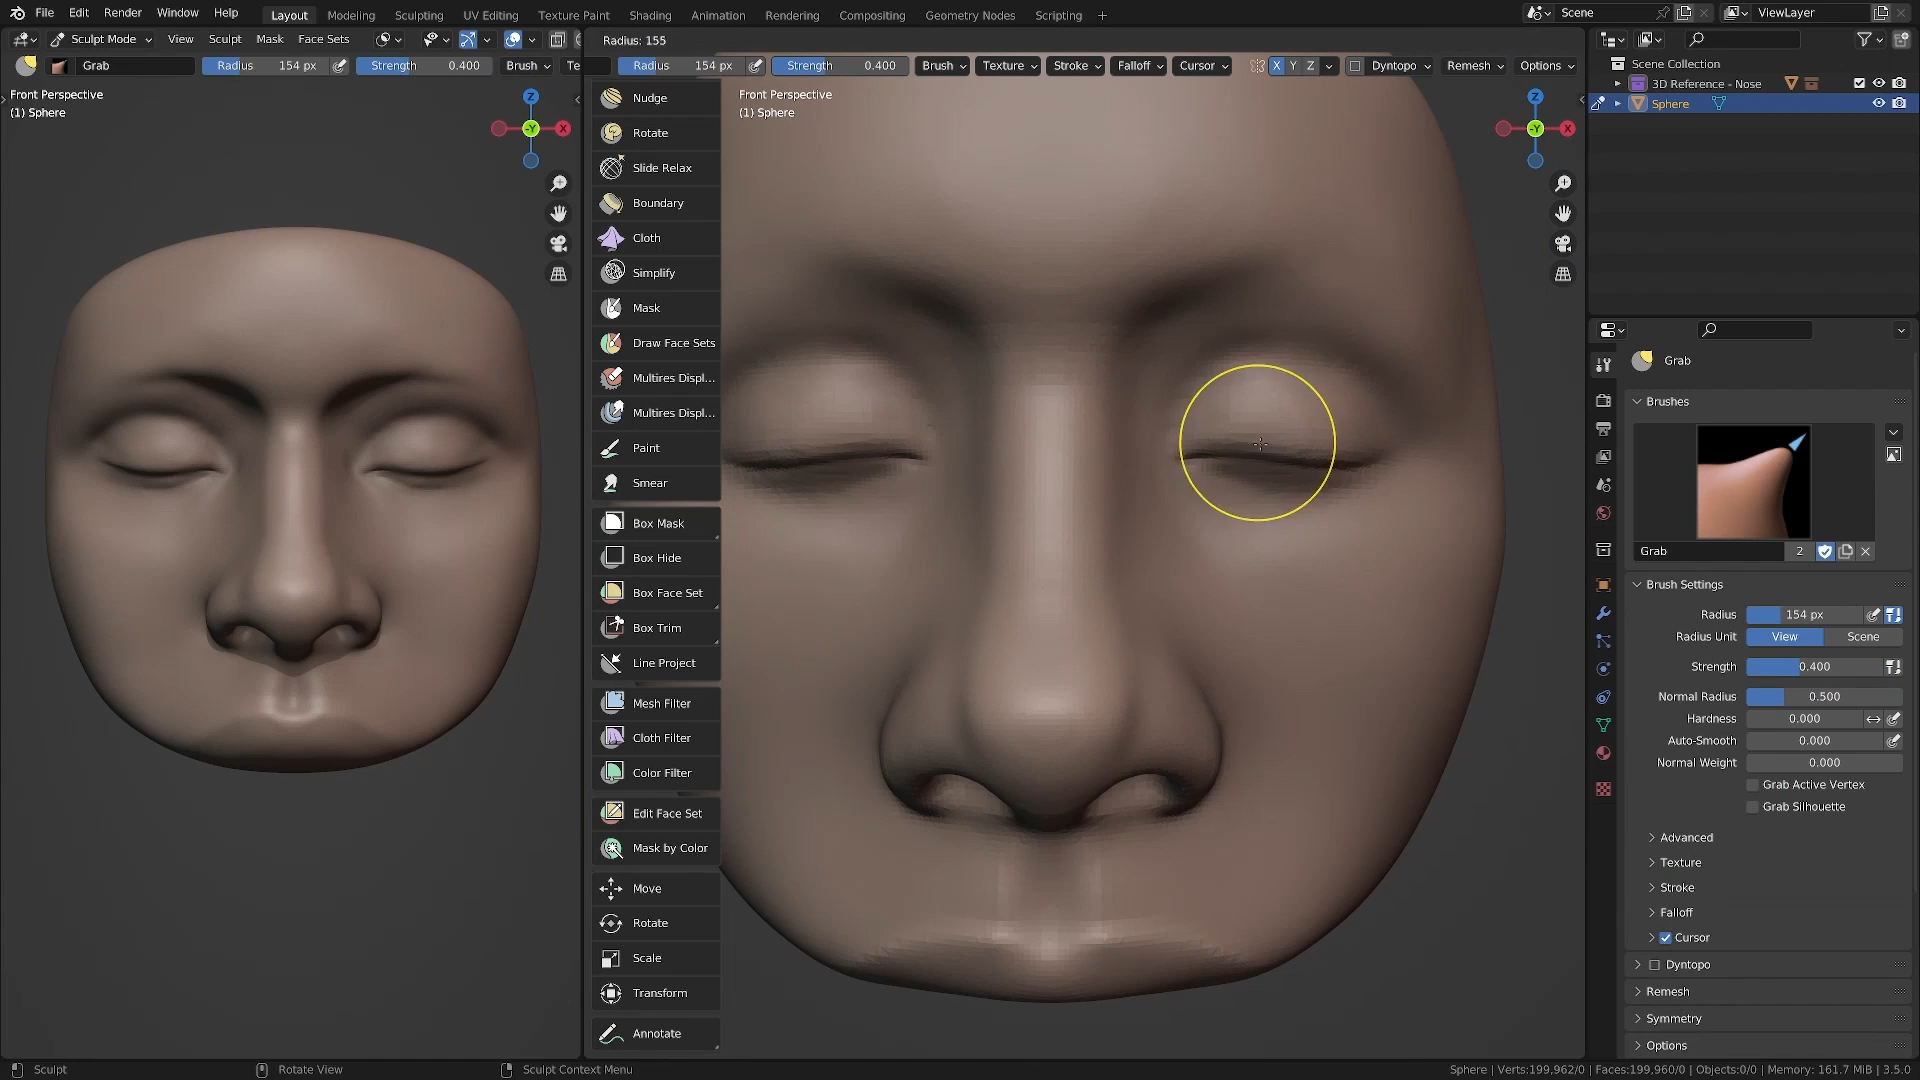 File Edit Render Window Help Layout Modeling Sculpting UV Editing Texture Paint Shading Animation Rendering Compositing Geometry Nodes Scripting + Scene ViewLayer
Sculpt Mode View Sculpt Mask Face Sets
Radius: 155
Grab Radius 154 px Strength 0.400 Brush Te
Radius 154 px Strength 0.400 Brush Texture Stroke Falloff Cursor X Y Z Dyntopo Remesh Options
Front Perspective
(1) Sphere
Z
-Y
X
Nudge
Rotate
Slide Relax
Boundary
Cloth
Simplify
Mask
Draw Face Sets
Multires Displ...
Multires Displ...
Paint
Smear
Box Mask
Box Hide
Box Face Set
Box Trim
Line Project
Mesh Filter
Cloth Filter
Color Filter
Edit Face Set
Mask by Color
Move
Rotate
Scale
Transform
Annotate
Front Perspective
(1) Sphere
Z
-Y
X
Scene Collection
3D Reference - Nose
Sphere
Grab
Brushes
Grab 2
Brush Settings
Radius 154 px
Radius Unit View Scene
Strength 0.400
Normal Radius 0.500
Hardness 0.000
Auto-Smooth 0.000
Normal Weight 0.000
Grab Active Vertex
Grab Silhouette
Advanced
Texture
Stroke
Falloff
Cursor
Dyntopo
Remesh
Symmetry
Options
Sculpt Rotate View Sculpt Context Menu Sphere | Verts:199,962/0 | Faces:199,960/0 | Objects:0/0 | Memory: 161.7 MiB | 3.5.0